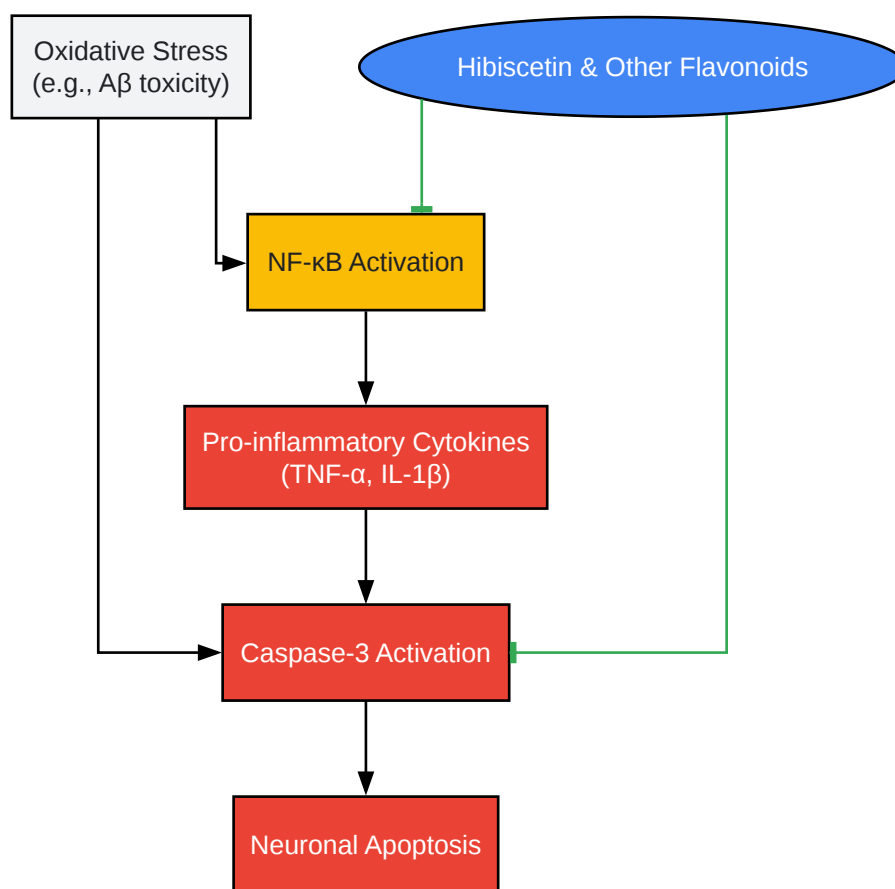 Oxidative Stress
(e.g., Aβ toxicity)
Hibiscetin & Other Flavonoids
NF-κB Activation
Pro-inflammatory Cytokines
(TNF-α, IL-1β)
Caspase-3 Activation
Neuronal Apoptosis